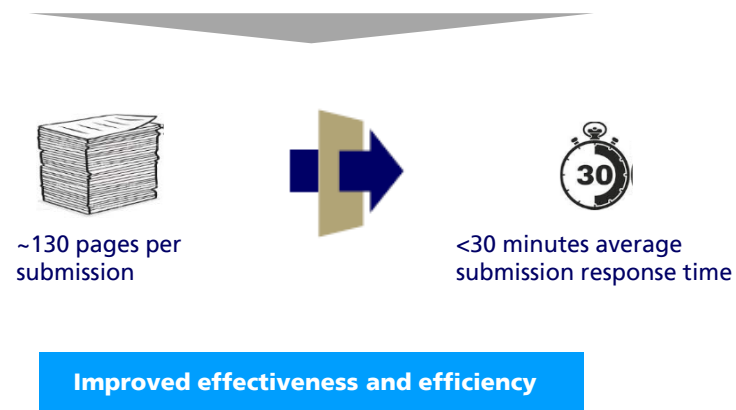 30
~130 pages per
submission
<30 minutes average
submission response time
Improved effectiveness and efficiency